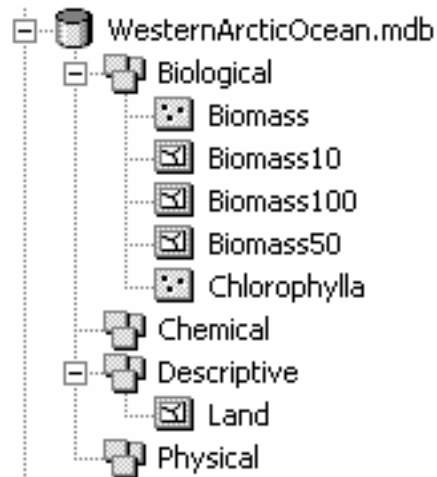 WesternArcticOcean.mdb
Biological
Biomass
Biomass10
Biomass100
Biomass50
Chlorophylla
Chemical
Descriptive
Land
Physical